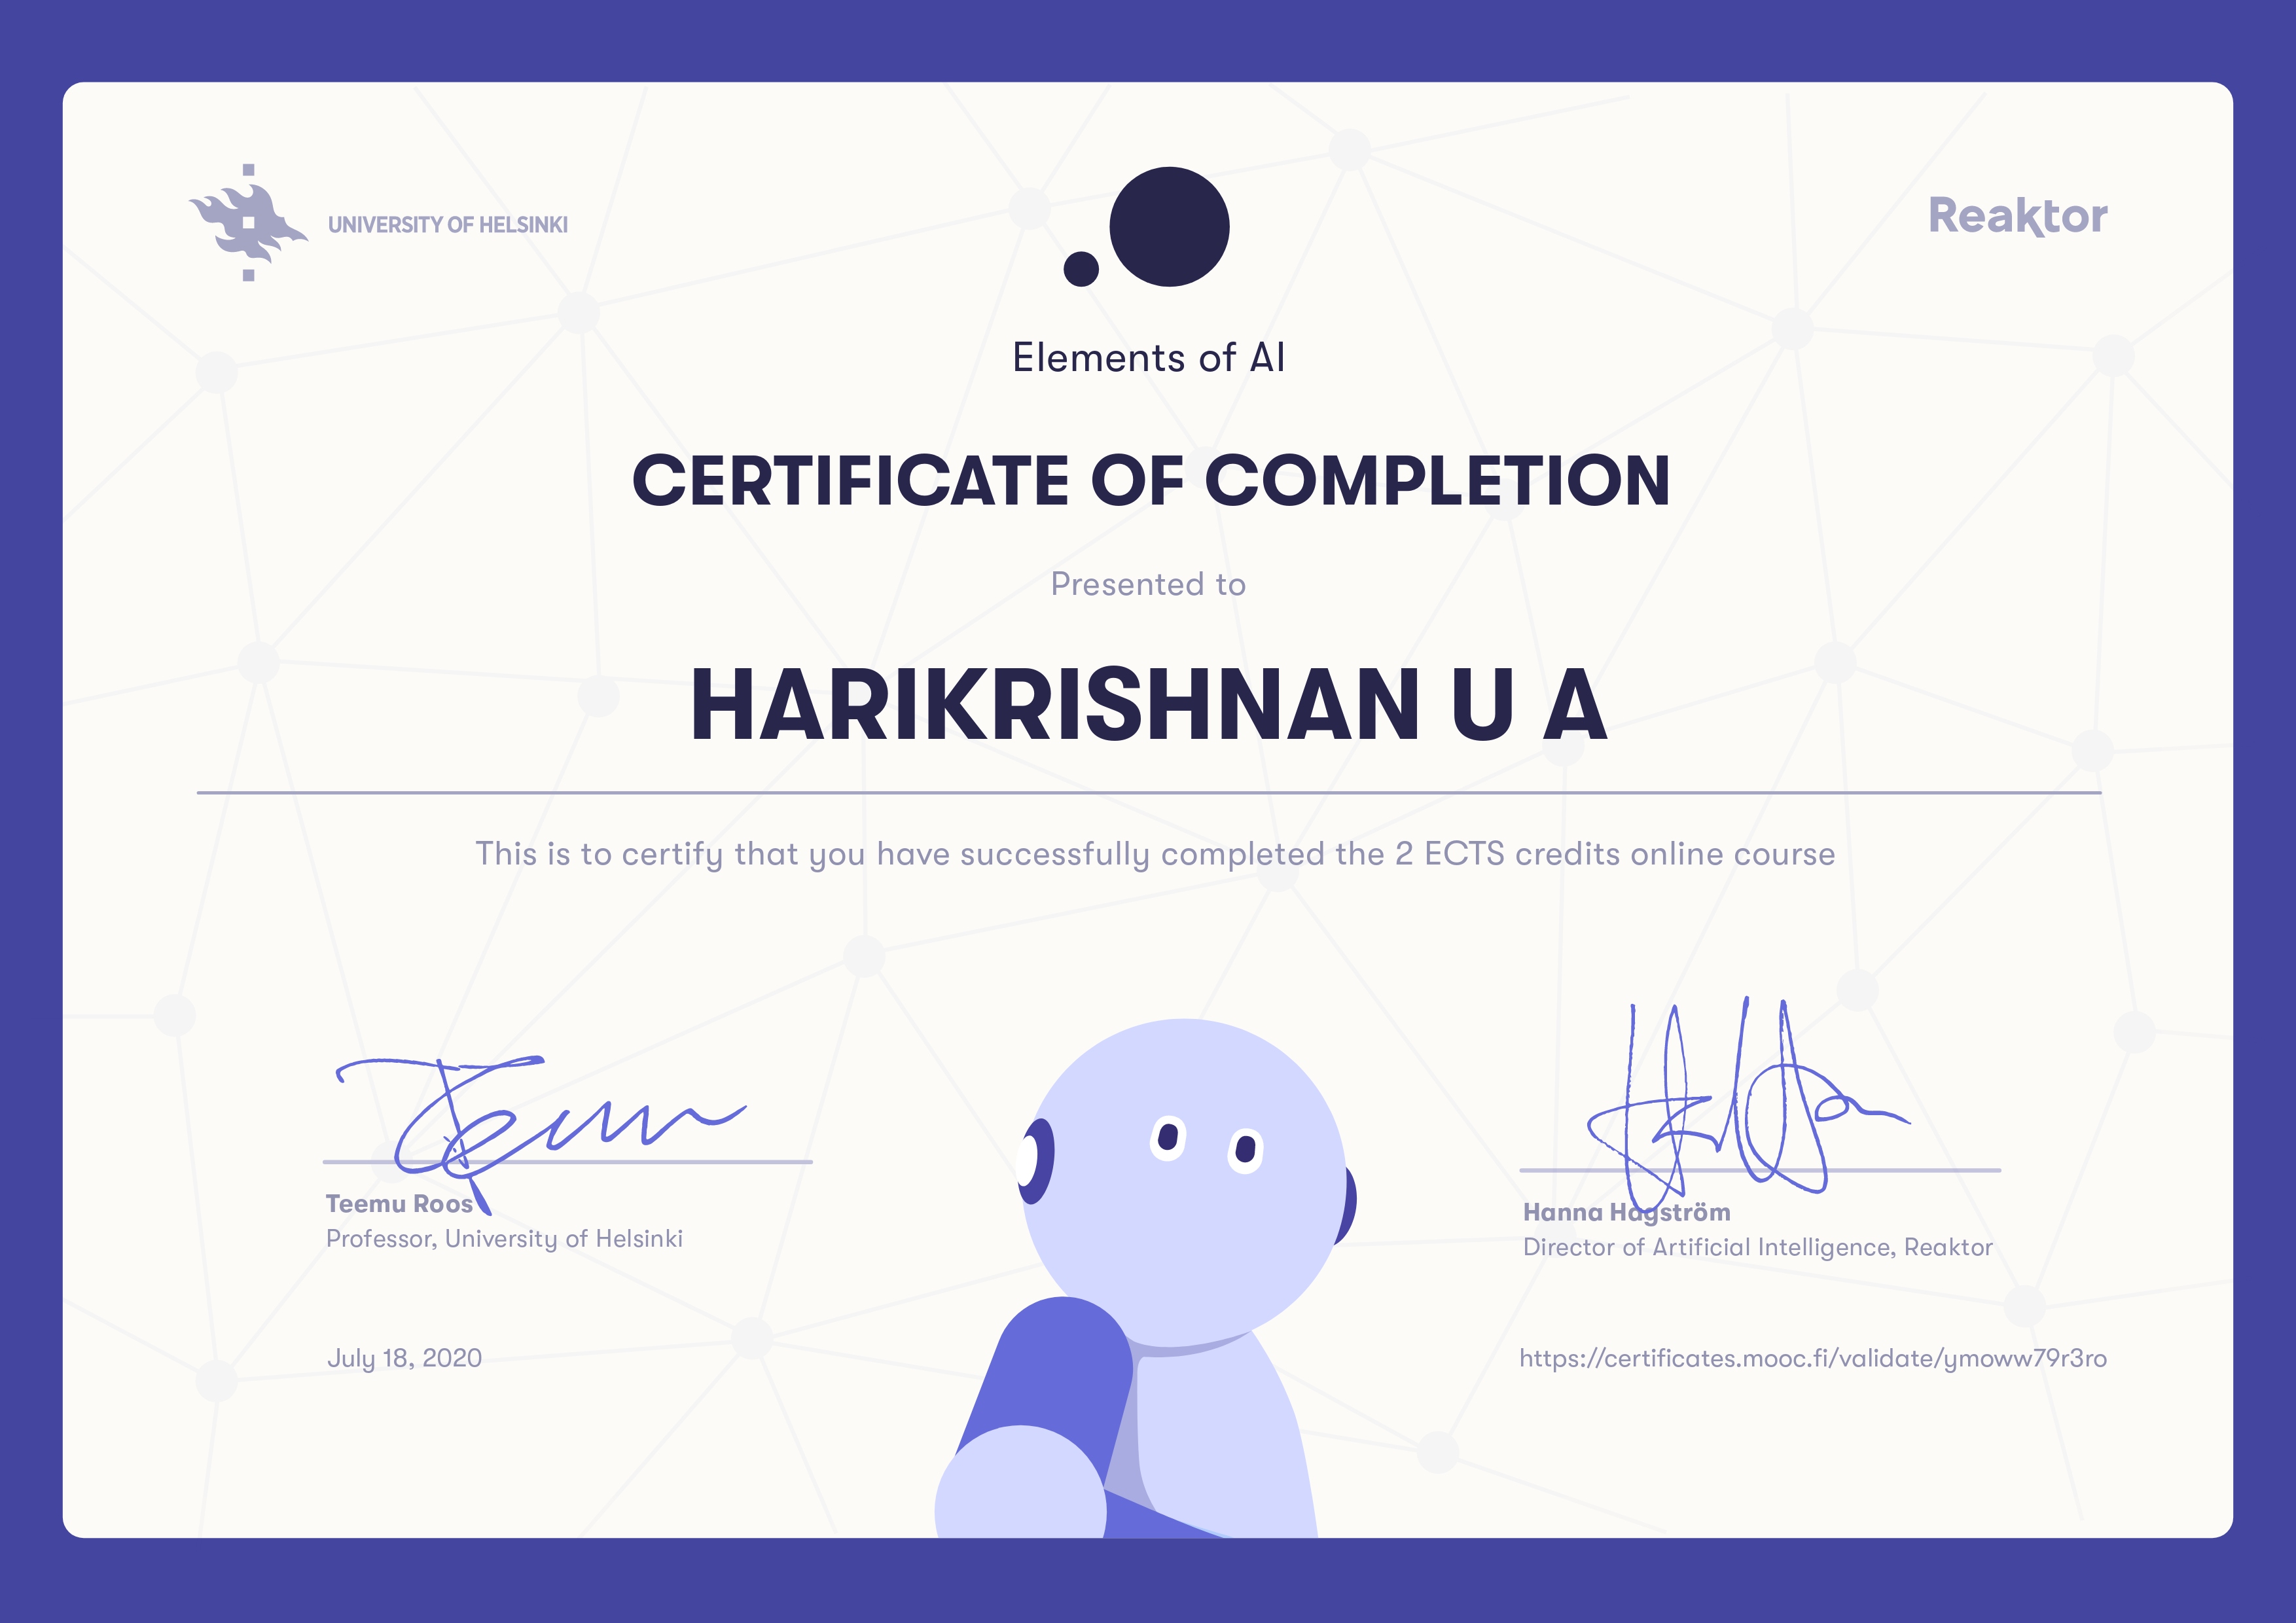 UNIVERSITY OF HELSINKI
Reaktor
Elements of AI
CERTIFICATE OF COMPLETION
Presented to
HARIKRISHNAN U A
This is to certify that you have successfully completed the 2 ECTS credits online course
Teemu Roos
Professor, University of Helsinki
Hanna Hagström
Director of Artificial Intelligence, Reaktor
July 18, 2020
https://certificates.mooc.fi/validate/ymoww79r3ro